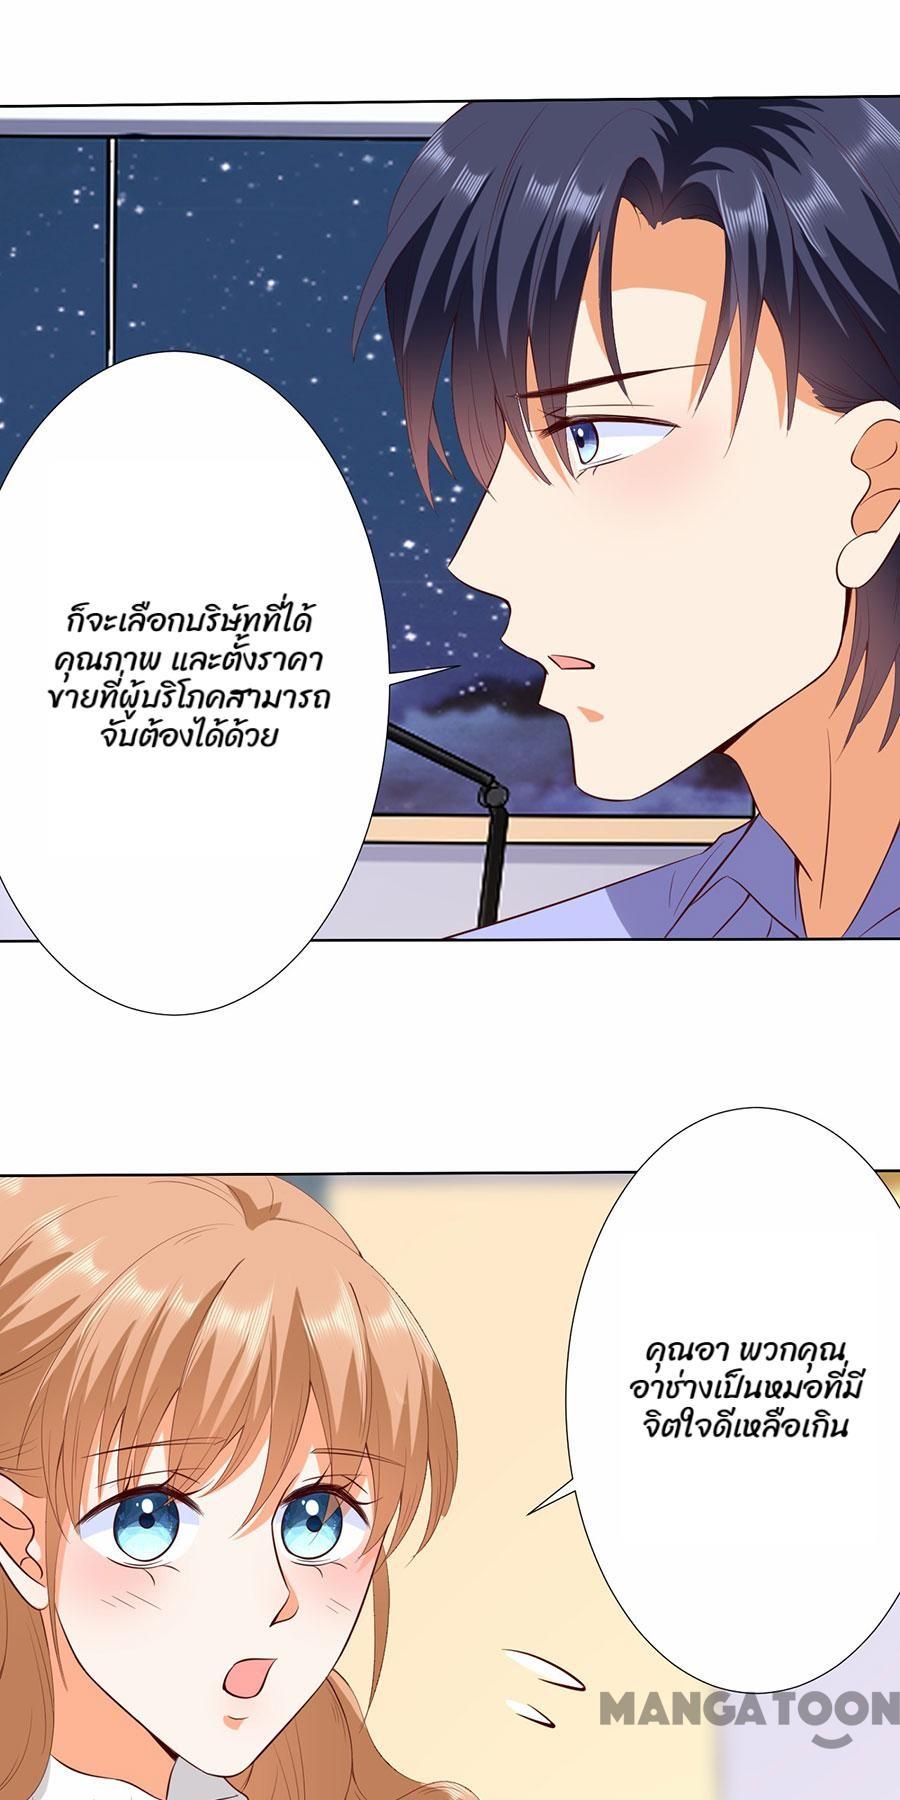 ก็จะเลือกบริษัทที่ได้
คุณภาพ และตั้งราคา
ขายที่ผู้บริโภคสามารถ
จับต้องได้ด้วย
คุณอา พวกคุณ
อาช่างเป็นหมอที่มี
จิตใจดีเหลือเกิน
MANGATOON